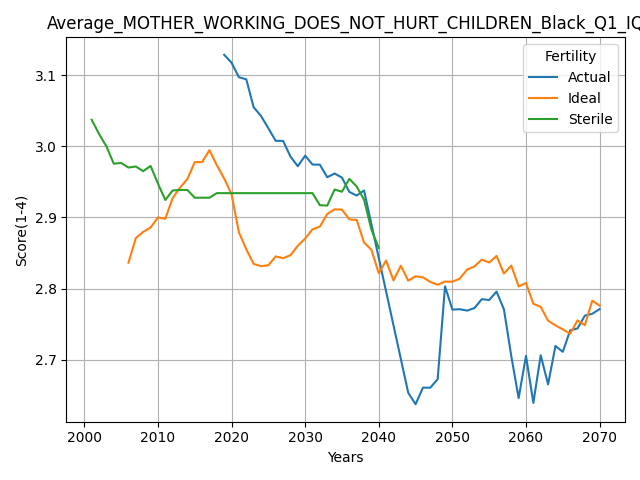 Average_MOTHER_WORKING_DOES_NOT_HURT_CHILDREN_Black_Q1_IQ
Fertility
Actual
Ideal
Sterile
Score(1-4)
3.1
3.0
2.9
2.8
2.7
2000 2010 2020 2030 2040 2050 2060 2070
Years